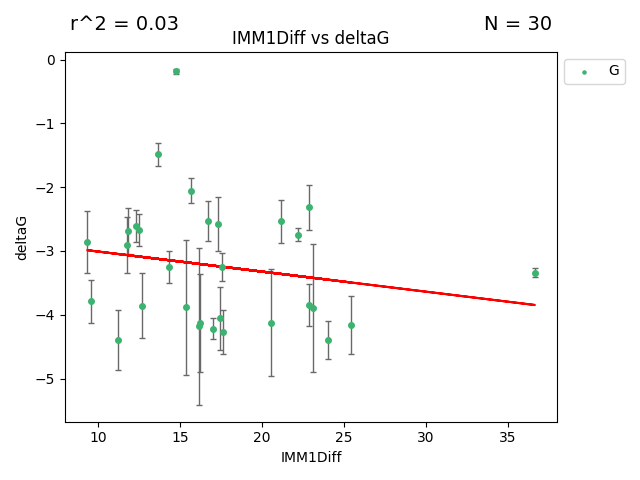 r^2 = 0.03
N = 30
IMM1Diff vs deltaG
G
0
−1
−2
−3
−4
−5
deltaG
10 15 20 25 30 35
IMM1Diff